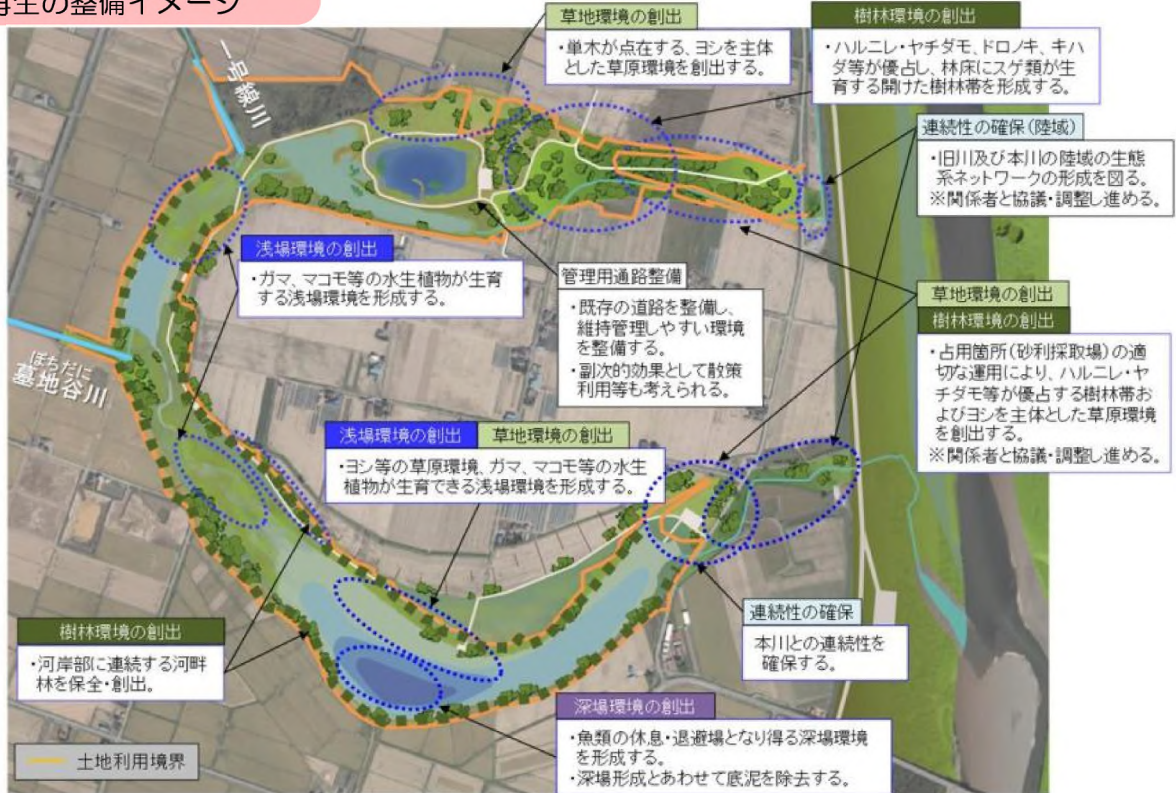 再生の整備イメージ
草地環境の創出
・単木が点在する、ヨシを主体
とした草原環境を創出する。
樹林環境の創出
・ハルニレ・ヤチダモ、ドロノキ、キハ
ダ等が優占し、林床にスゲ類が生
育する開けた樹林帯を形成する。
一号線川
連続性の確保(陸域)
・旧川及び本川の陸域の生態
系ネットワークの形成を図る。
※関係者と協議・調整し進める。
浅場環境の創出
・ガマ、マコモ等の水生植物が生育
する浅場環境を形成する。
管理用通路整備
・既存の道路を整備し、
維持管理しやすい環境
を整備する。
・副次的効果として散策
利用等も考えられる。
草地環境の創出
樹林環境の創出
・占用箇所(砂利採取場)の適
切な運用により、ハルニレ・ヤ
チダモ等が優占する樹林帯お
よびヨシを主体とした草原環境
を創出する。
※関係者と協議・調整し進める。
ぼちだに
墓地谷川
浅場環境の創出 草地環境の創出
・ヨシ等の草原環境、ガマ、マコモ等の水生
植物が生育できる浅場環境を形成する。
連続性の確保
本川との連続性を
確保する。
樹林環境の創出
・河岸部に連続する河畔
林を保全・創出。
深場環境の創出
・魚類の休息・退避場となり得る深場環境
を形成する。
・深場形成とあわせて底泥を除去する。
土地利用境界